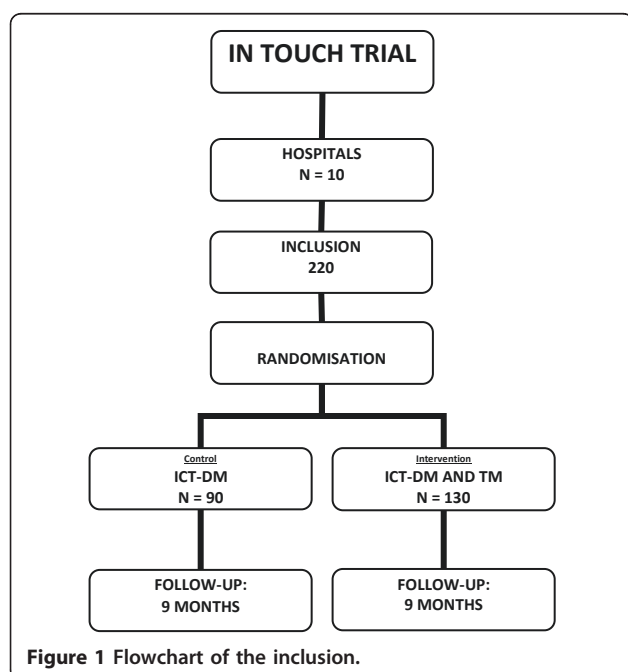 IN TOUCH TRIAL
HOSPITALS
N = 10
INCLUSION
220
RANDOMISATION
Control
ICT-DM
N = 90
Intervention
ICT-DM AND TM
N = 130
FOLLOW-UP:
9 MONTHS
FOLLOW-UP:
9 MONTHS
Figure 1 Flowchart of the inclusion.